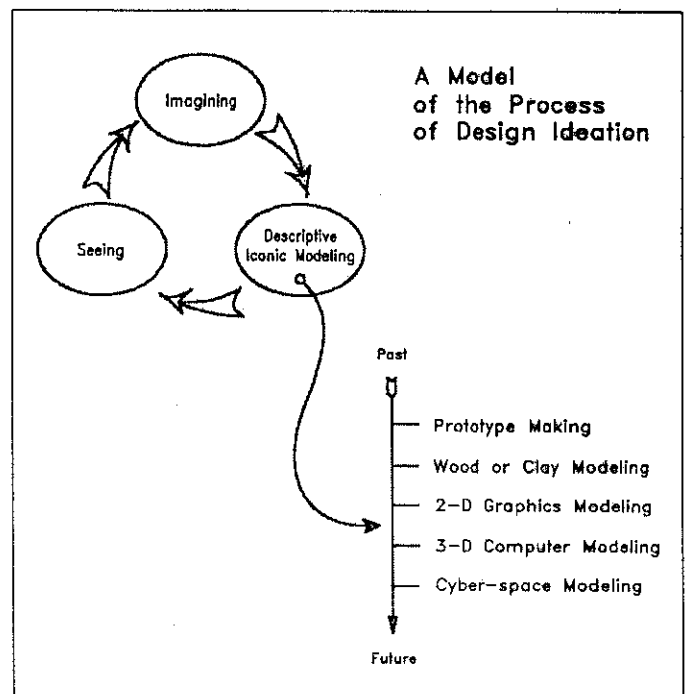 A Model
of the Process
of Design Ideation
Imagining
Seeing
Descriptive
Iconic Modeling
Past
Prototype Making
Wood or Clay Modeling
2-D Graphics Modeling
3-D Computer Modeling
Cyber-space Modeling
Future